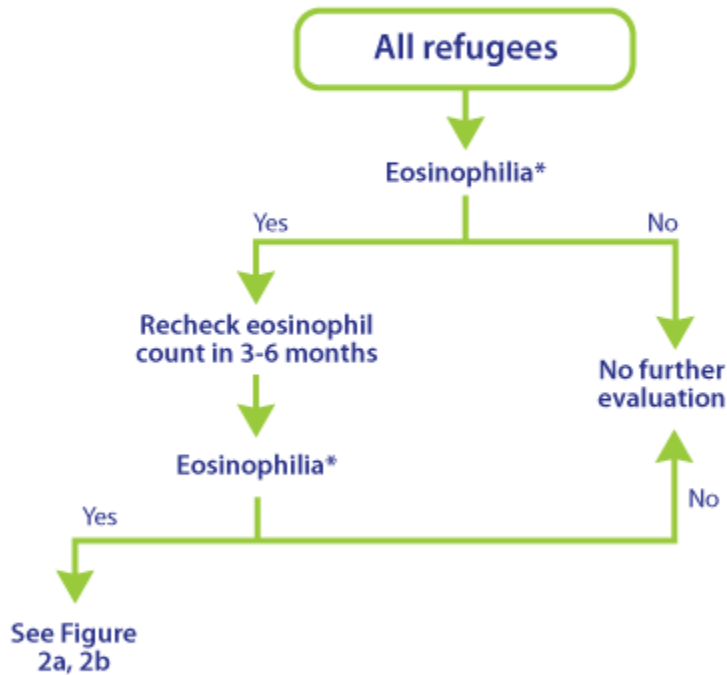 All refugees
Eosinophilia*
Yes
No
Recheck eosinophil
count in 3-6 months
No further
evaluation
Eosinophilia*
Yes
No
See Figure
2a, 2b